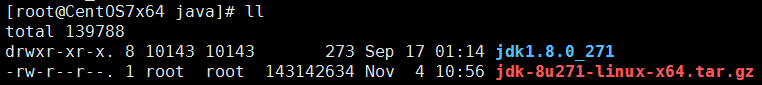 [root@CentOS7x64 java]# ll
total 139788
drwxr-xr-x. 8 10143 10143       273 Sep 17 01:14 jdk1.8.0_271
-rw-r--r--. 1 root  root  143142634 Nov  4 10:56 jdk-8u271-linux-x64.tar.gz